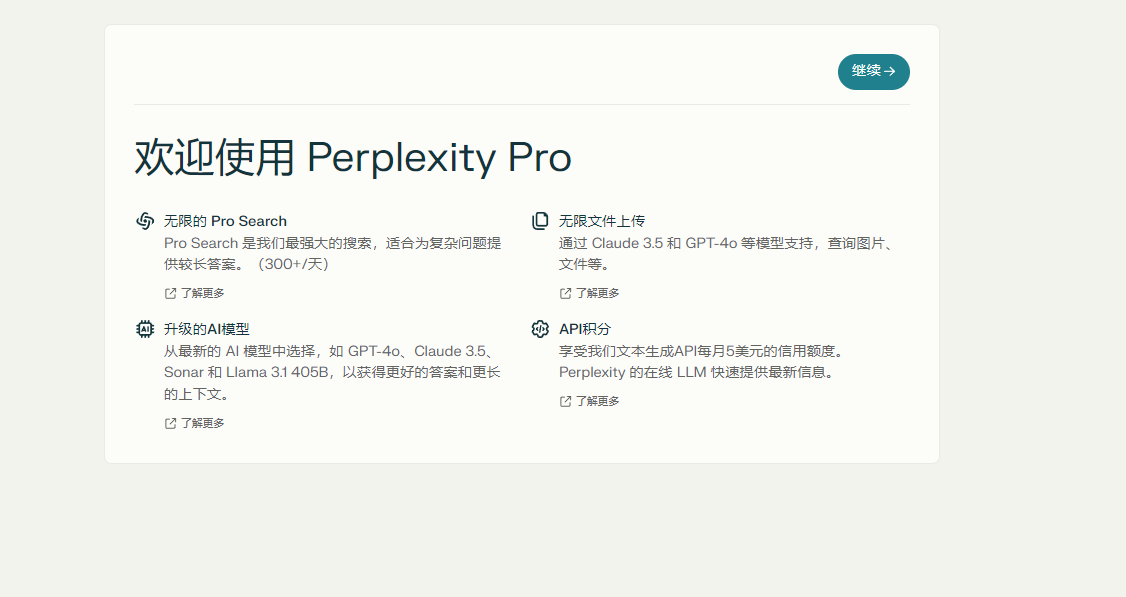 继续→
欢迎使用 Perplexity Pro
无限的 Pro Search
Pro Search 是我们最强大的搜索，适合为复杂问题提
供较长答案。（300+/天）
了解更多
无限文件上传
通过 Claude 3.5 和 GPT-4o 等模型支持，查询图片、
文件等。
了解更多
升级的AI模型
从最新的 AI 模型中选择，如 GPT-4o、Claude 3.5、
Sonar 和 Llama 3.1 405B，以获得更好的答案和更长
的上下文。
了解更多
API积分
享受我们文本生成API每月5美元的信用额度。
Perplexity 的在线 LLM 快速提供最新信息。
了解更多